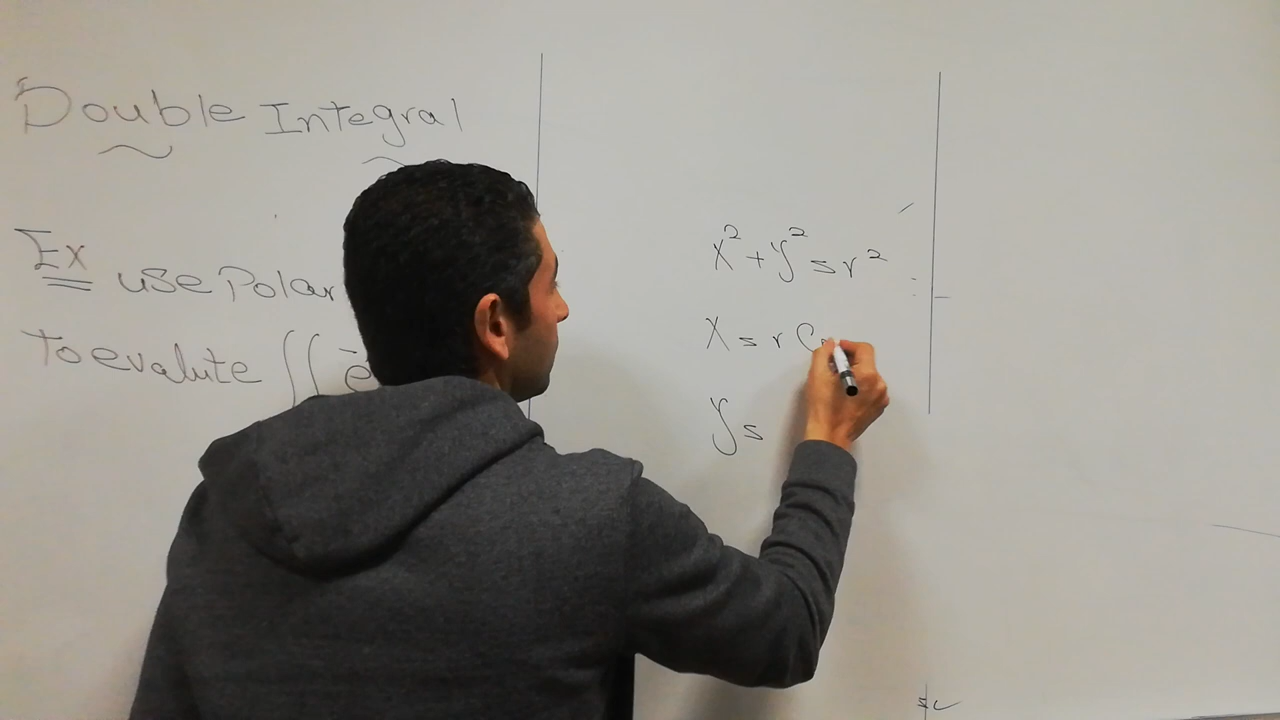 Double Integral
Ex use Polar
to evalute ∫∫ e⁻
x² + y² = r²
x = r C
y =